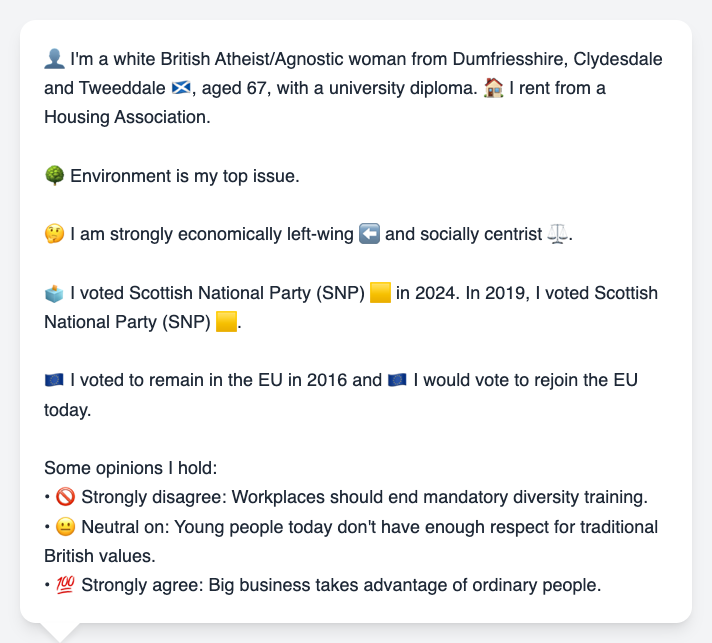 👤 I'm a white British Atheist/Agnostic woman from Dumfriesshire, Clydesdale
and Tweeddale 🏴󠁧󠁢󠁳󠁣󠁴󠁿, aged 67, with a university diploma. 🏠 I rent from a
Housing Association.
🌳 Environment is my top issue.
🤔 I am strongly economically left-wing ⬅️ and socially centrist ⚖️.
🗳️ I voted Scottish National Party (SNP) 🟨 in 2024. In 2019, I voted Scottish
National Party (SNP) 🟨.
🇪🇺 I voted to remain in the EU in 2016 and 🇪🇺 I would vote to rejoin the EU
today.
Some opinions I hold:
• 🚫 Strongly disagree: Workplaces should end mandatory diversity training.
• 😐 Neutral on: Young people today don't have enough respect for traditional
British values.
• 💯 Strongly agree: Big business takes advantage of ordinary people.